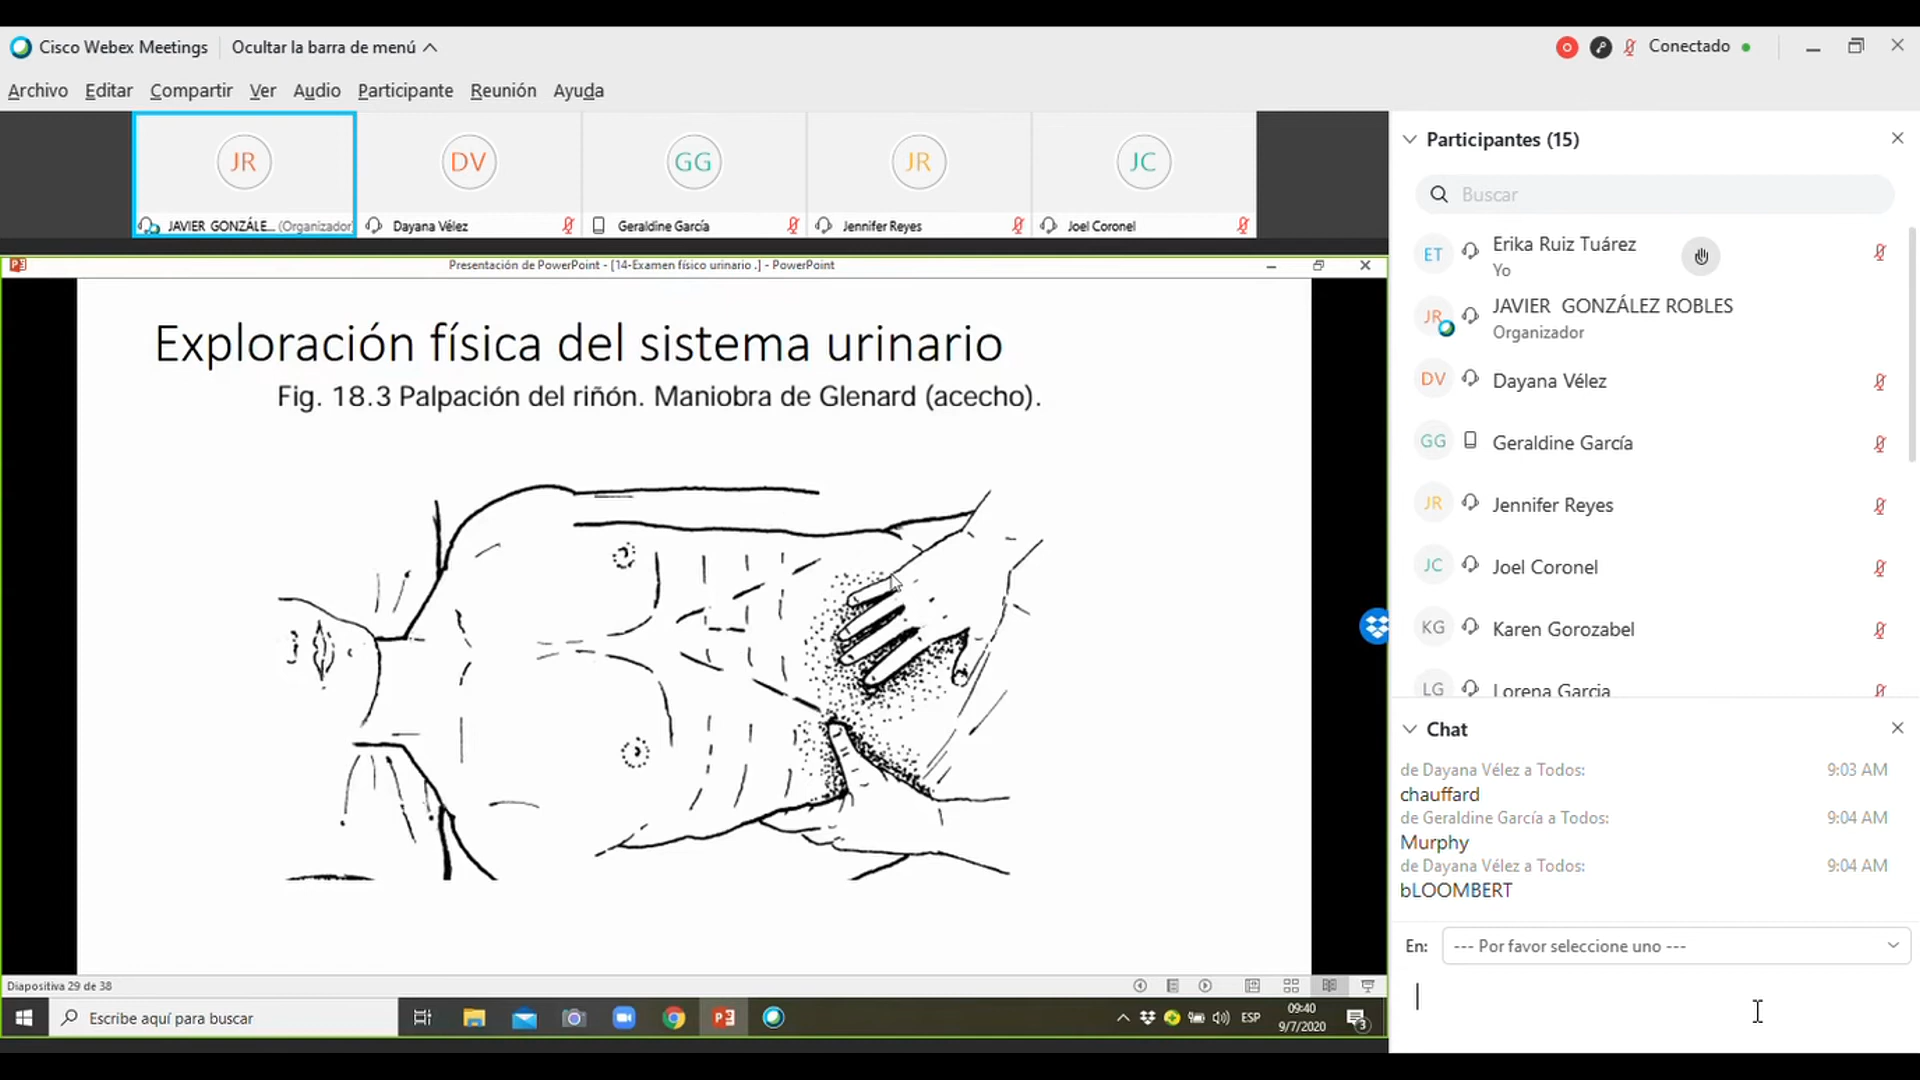 Cisco Webex Meetings
Ocultar la barra de menú
Conectado
Archivo Editar Compartir Ver Audio Participante Reunión Ayuda
JR
DV
GG
JR
JC
JAVIER GONZÁLE... (Organizador)
Dayana Vélez
Geraldine García
Jennifer Reyes
Joel Coronel
Presentación de PowerPoint - [14-Examen físico urinario .] - PowerPoint
Exploración física del sistema urinario
Fig. 18.3 Palpación del riñón. Maniobra de Glenard (acecho).
Diapositiva 29 de 38
Escribe aquí para buscar
ESP
09:40
9/7/2020
3
Participantes (15)
Buscar
ET
Erika Ruiz Tuárez
Yo
JR
JAVIER GONZÁLEZ ROBLES
Organizador
DV
Dayana Vélez
GG
Geraldine García
JR
Jennifer Reyes
JC
Joel Coronel
KG
Karen Gorozabel
LG
Lorena Garcia
Chat
de Dayana Vélez a Todos: 9:03 AM
chauffard
de Geraldine García a Todos: 9:04 AM
Murphy
de Dayana Vélez a Todos: 9:04 AM
bLOOMBERT
En: --- Por favor seleccione uno ---